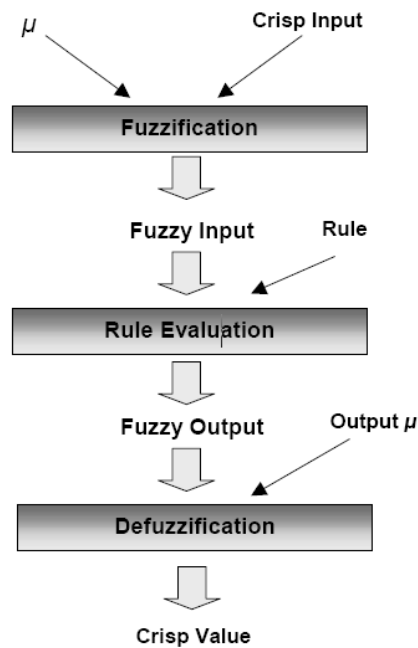 μ
Crisp Input
Fuzzification
Fuzzy Input
Rule
Rule Evaluation
Fuzzy Output
Output μ
Defuzzification
Crisp Value